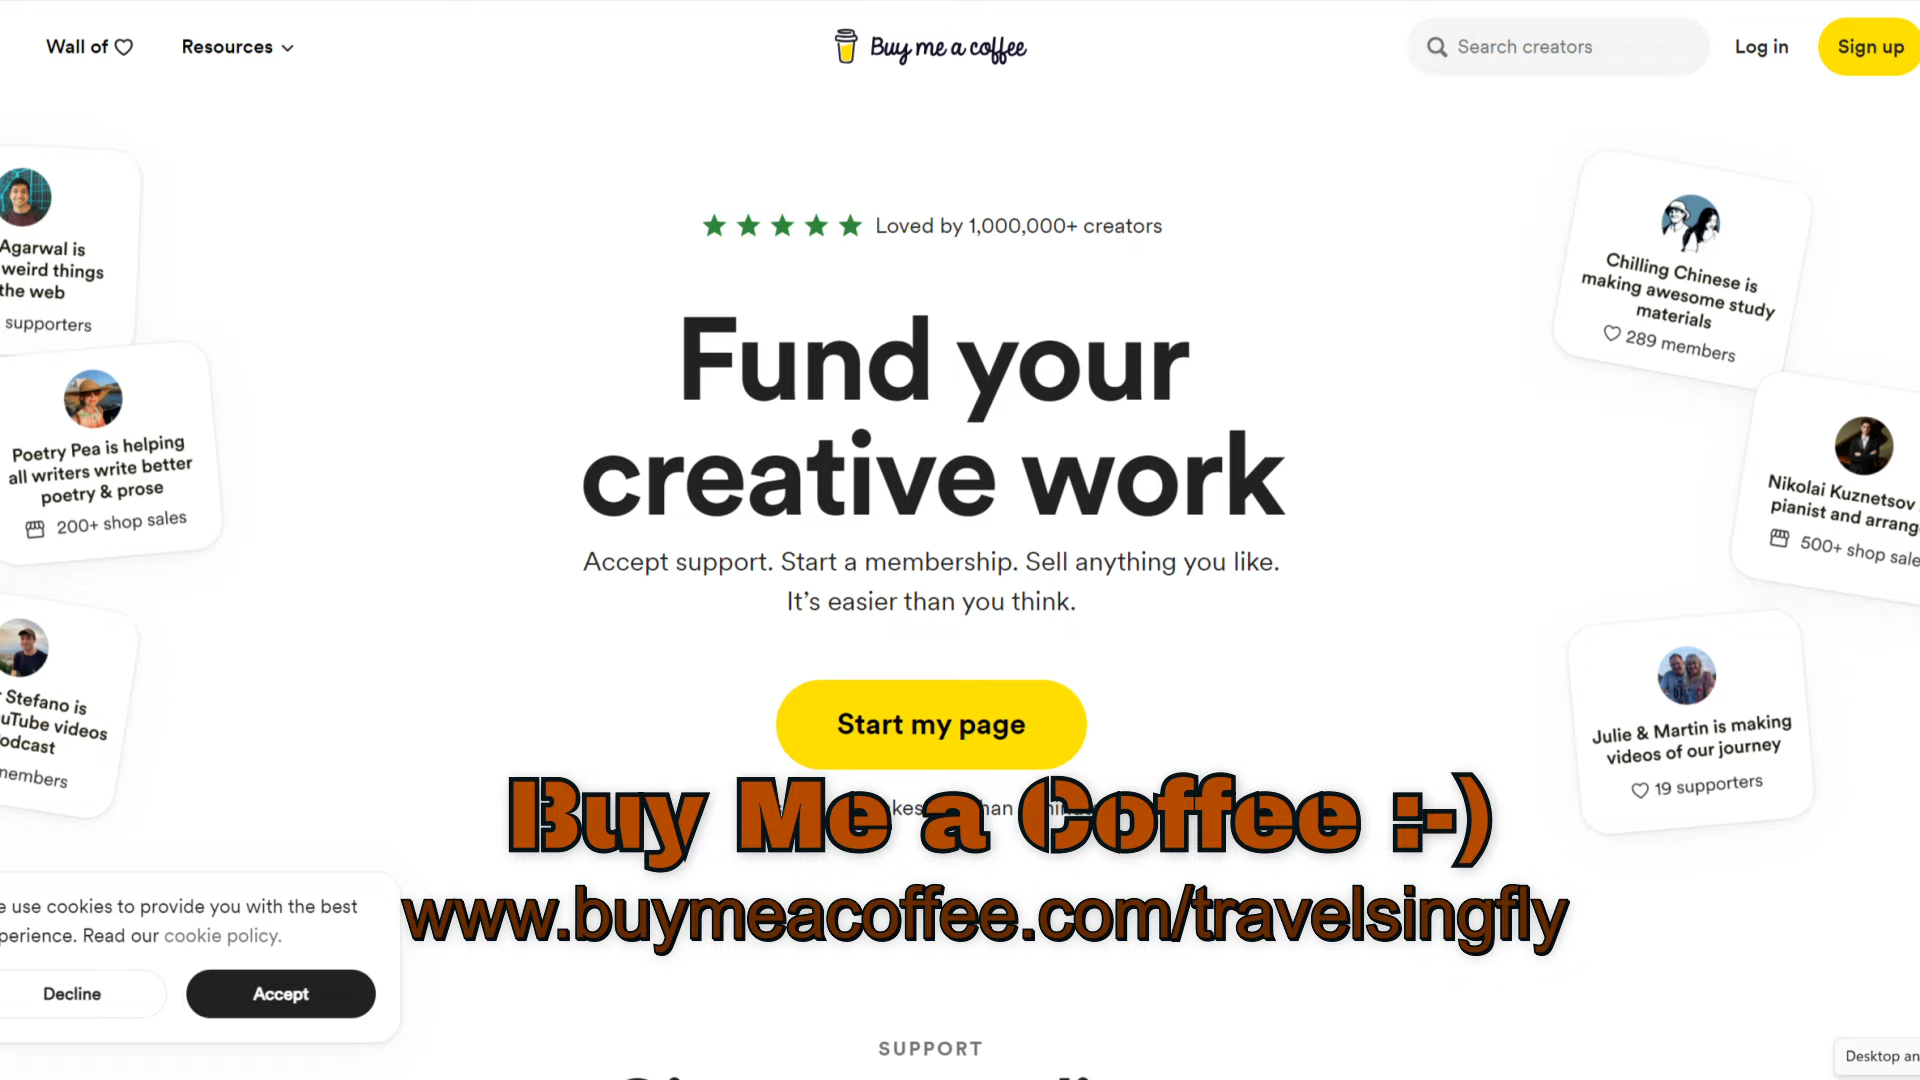 Wall of
Resources
Buy me a coffee
Search creators
Log in
Sign up
Agarwal is
weird things
the web
supporters
Poetry Pea is helping
all writers write better
poetry & prose
200+ shop sales
Stefano is
uTube videos
odcast
members
Loved by 1,000,000+ creators
Fund your
creative work
Accept support. Start a membership. Sell anything you like.
It's easier than you think.
Start my page
Buy Me a Coffee :-)
www.buymeacoffee.com/travelsingfly
Chilling Chinese is
making awesome study
materials
289 members
Nikolai Kuznetsov
pianist and arrang
500+ shop sale
Julie & Martin is making
videos of our journey
19 supporters
e use cookies to provide you with the best
perience. Read our cookie policy.
Decline
Accept
SUPPORT
Desktop an